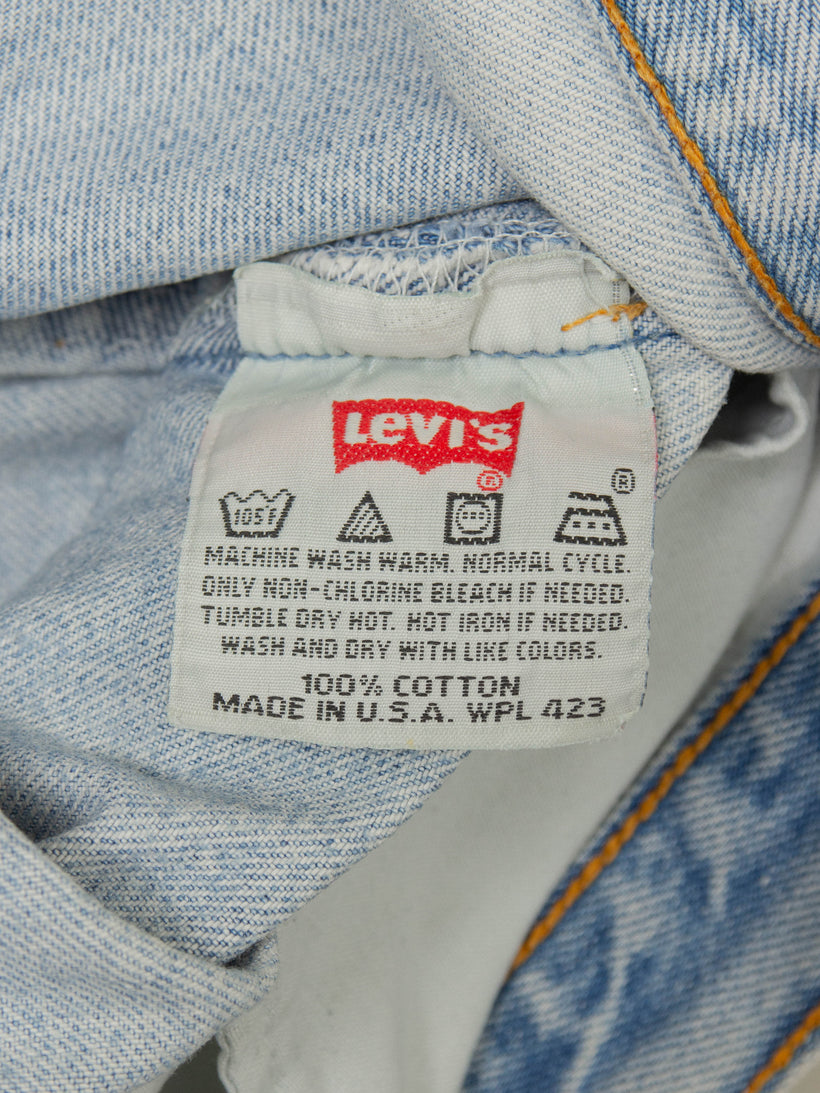 Levi's
®
®
105F
MACHINE WASH WARM. NORMAL CYCLE.
ONLY NON-CHLORINE BLEACH IF NEEDED.
TUMBLE DRY HOT. HOT IRON IF NEEDED.
WASH AND DRY WITH LIKE COLORS.
100% COTTON
MADE IN U.S.A. WPL 423